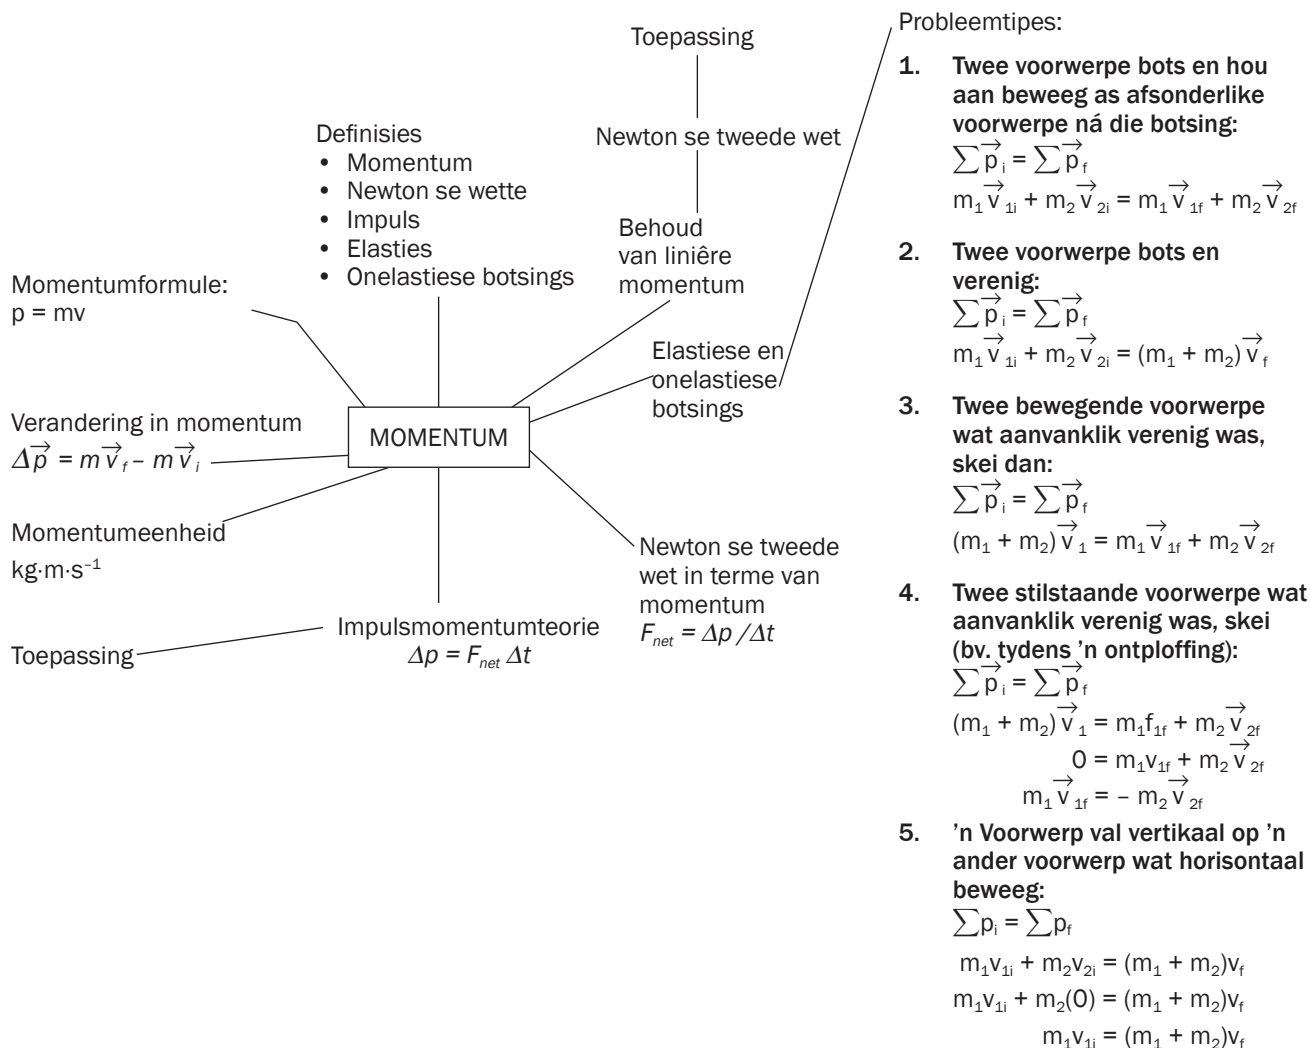 Toepassing
Newton se tweede wet
Behoud
van liniêre
momentum
Definisies
• Momentum
• Newton se wette
• Impuls
• Elasties
• Onelastiese botsings
Momentumformule:
p = mv
Verandering in momentum
Δp⃗ = mv⃗f – mv⃗i
Momentumeenheid
kg·m·s⁻¹
Toepassing
MOMENTUM
Elastiese en
onelastiese
botsings
Newton se tweede
wet in terme van
momentum
Fnet = Δp /Δt
Impulsmomentumteorie
Δp = Fnet Δt
Probleemtipes:
1. Twee voorwerpe bots en hou
aan beweeg as afsonderlike
voorwerpe ná die botsing:
∑p⃗i = ∑p⃗f
m₁v⃗1i + m₂v⃗2i = m₁v⃗1f + m₂v⃗2f
2. Twee voorwerpe bots en
verenig:
∑p⃗i = ∑p⃗f
m₁v⃗1i + m₂v⃗2i = (m₁ + m₂)v⃗f
3. Twee bewegende voorwerpe
wat aanvanklik verenig was,
skei dan:
∑p⃗i = ∑p⃗f
(m₁ + m₂)v⃗1 = m₁v⃗1f + m₂v⃗2f
4. Twee stilstaande voorwerpe wat
aanvanklik verenig was, skei
(bv. tydens ’n ontploffing):
∑p⃗i = ∑p⃗f
(m₁ + m₂)v⃗1 = m₁f1f + m₂v⃗2f
0 = m₁v1f + m₂v⃗2f
m₁v⃗1f = – m₂v⃗2f
5. ’n Voorwerp val vertikaal op ’n
ander voorwerp wat horisontaal
beweeg:
∑pi = ∑pf
m₁v1i + m₂v2i = (m₁ + m₂)vf
m₁v1i + m₂(0) = (m₁ + m₂)vf
m₁v1i = (m₁ + m₂)vf